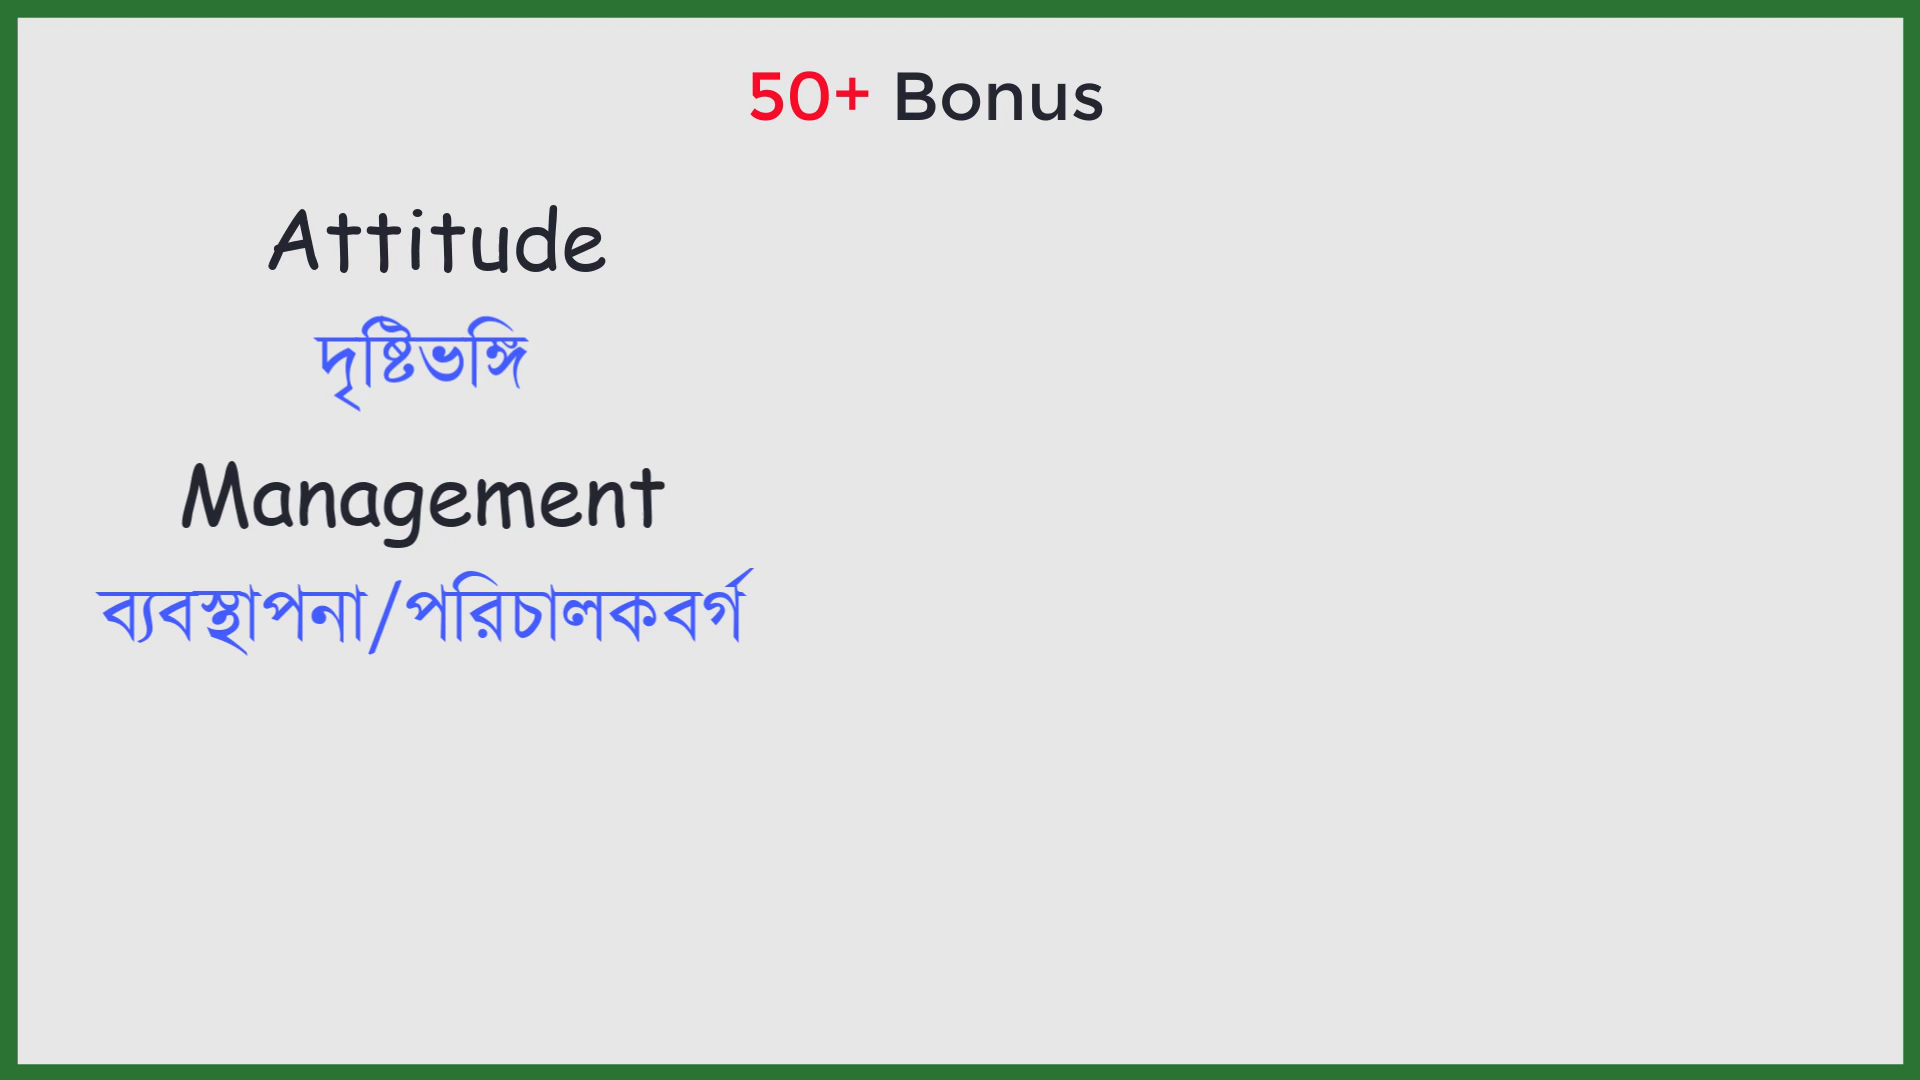 50+ Bonus
Attitude
দৃষ্টিভঙ্গি
Management
ব্যবস্থাপনা/পরিচালকবর্গ